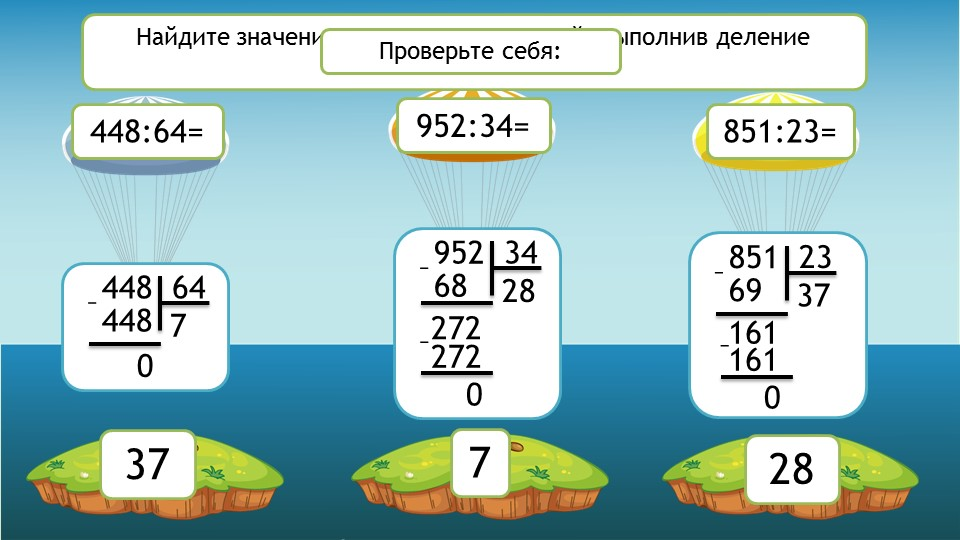 Найдите значени
ыполнив деление
Проверьте себя:
448:64=
952:34=
851:23=
- 448 64
448 7
0
- 952 34
68 28
- 272
272
0
- 851 23
69 37
- 161
161
0
37
7
28